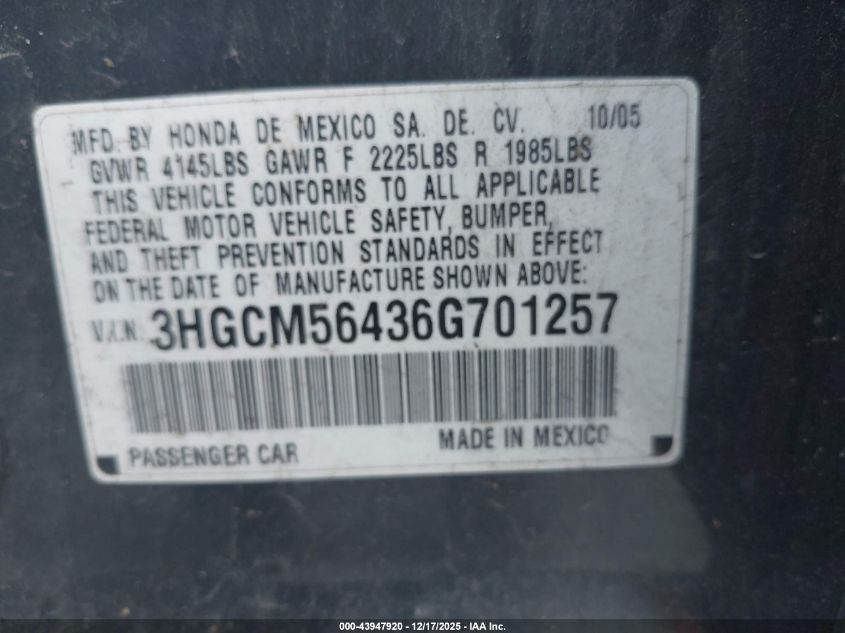 MFD. BY HONDA DE MEXICO SA. DE. CV. 10/05
GVWR 4145LBS GAWR F 2225LBS R 1985LBS
THIS VEHICLE CONFORMS TO ALL APPLICABLE
FEDERAL MOTOR VEHICLE SAFETY, BUMPER,
AND THEFT PREVENTION STANDARDS IN EFFECT
ON THE DATE OF MANUFACTURE SHOWN ABOVE:
V.I.N. 3HGCM56436G701257
PASSENGER CAR MADE IN MEXICO
000-43947920 - 12/17/2025 - IAA Inc.